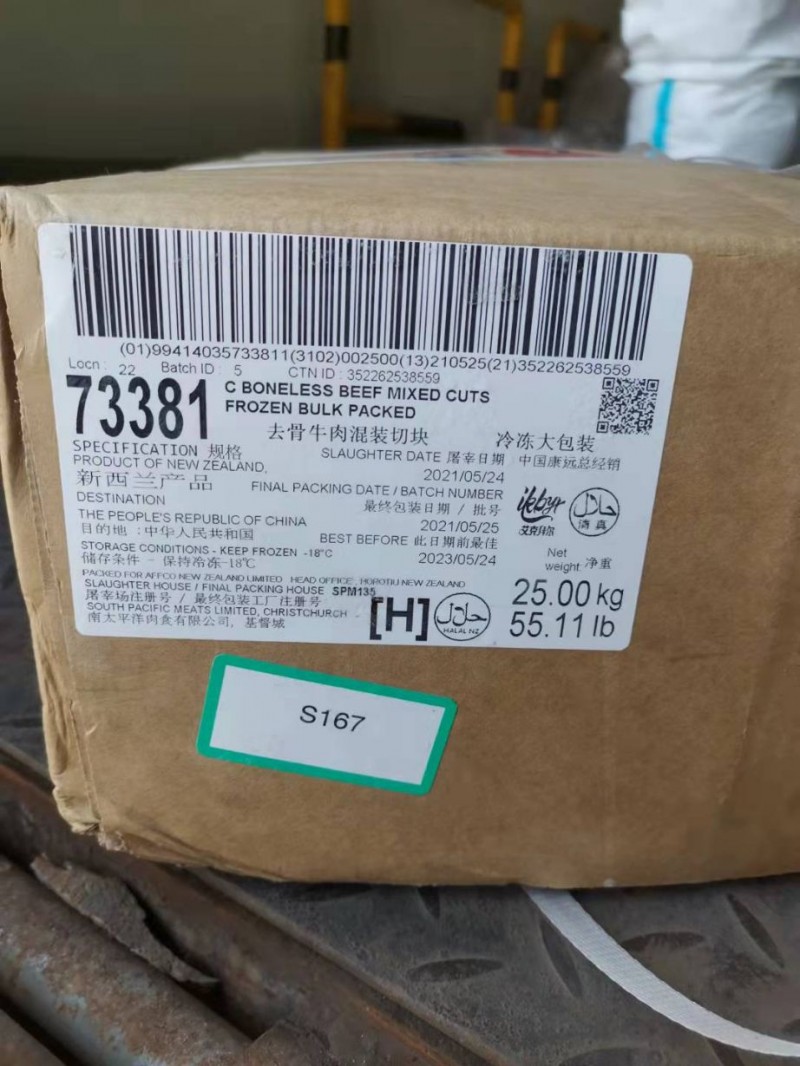 (01)99414035733811(3102)002500(13)210525(21)352262538559
Locn: 22 Batch ID: 5 CTN ID: 352262538559
73381
C BONELESS BEEF MIXED CUTS
FROZEN BULK PACKED
去骨牛肉混装切块 冷冻大包装
SPECIFICATION 规格
SLAUGHTER DATE 屠宰日期 中国康远总经销
PRODUCT OF NEW ZEALAND,
2021/05/24
新西兰产品
FINAL PACKING DATE / BATCH NUMBER
DESTINATION
最终包装日期 / 批号
THE PEOPLE'S REPUBLIC OF CHINA
2021/05/25
目的地 :中华人民共和国
BEST BEFORE 此日期前最佳
STORAGE CONDITIONS - KEEP FROZEN -18°C
2023/05/24
储存条件 - 保持冷冻-18°C
艾克拜尔
清真
Net
weight: 净重
25.00 kg
55.11 lb
PACKED FOR AFFCO NEW ZEALAND LIMITED HEAD OFFICE, HOROTIU NEW ZEALAND
SLAUGHTER HOUSE / FINAL PACKING HOUSE SPM135
屠宰场注册号 / 最终包装工厂注册号
SOUTH PACIFIC MEATS LIMITED, CHRISTCHURCH
南太平洋肉食有限公司, 基督城
[H]
حلال
HALAL NZ
S167